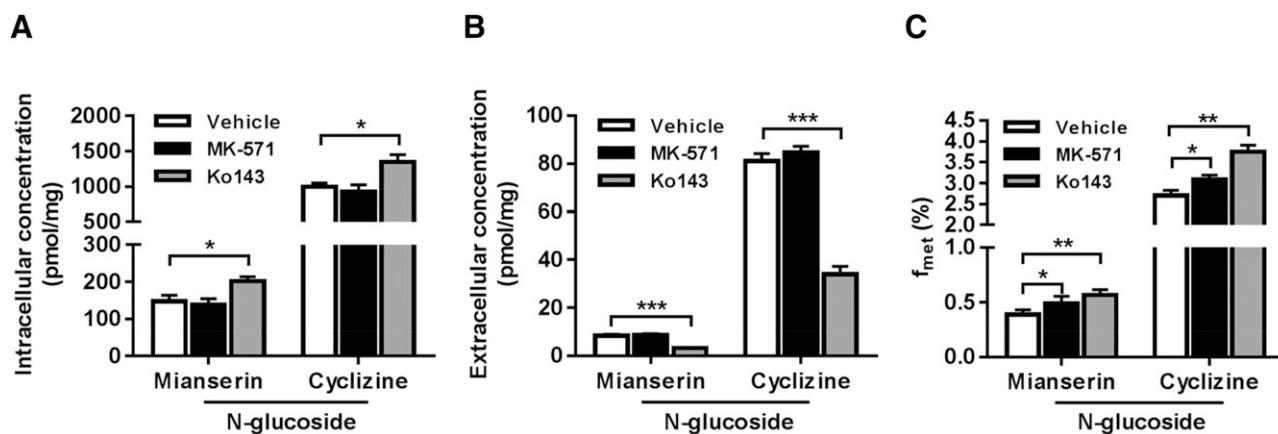 A
Intracellular concentration
(pmol/mg)
2000
1500
1000
500
300
200
100
0
Vehicle
MK-571
Ko143
*
*
Mianserin
Cyclizine
N-glucoside
B
Extracellular concentration
(pmol/mg)
100
80
60
40
20
0
Vehicle
MK-571
Ko143
***
***
Mianserin
Cyclizine
N-glucoside
C
fmet (%)
4.5
4.0
3.5
3.0
2.5
2.0
1.0
0.5
0.0
Vehicle
MK-571
Ko143
**
*
**
*
Mianserin
Cyclizine
N-glucoside